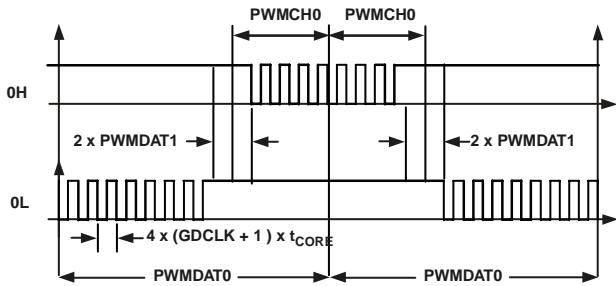 PWMCH0 PWMCH0
0H
2 x PWMDAT1 2 x PWMDAT1
0L
4 x (GDCLK + 1 ) x tCORE
PWMDAT0 PWMDAT0